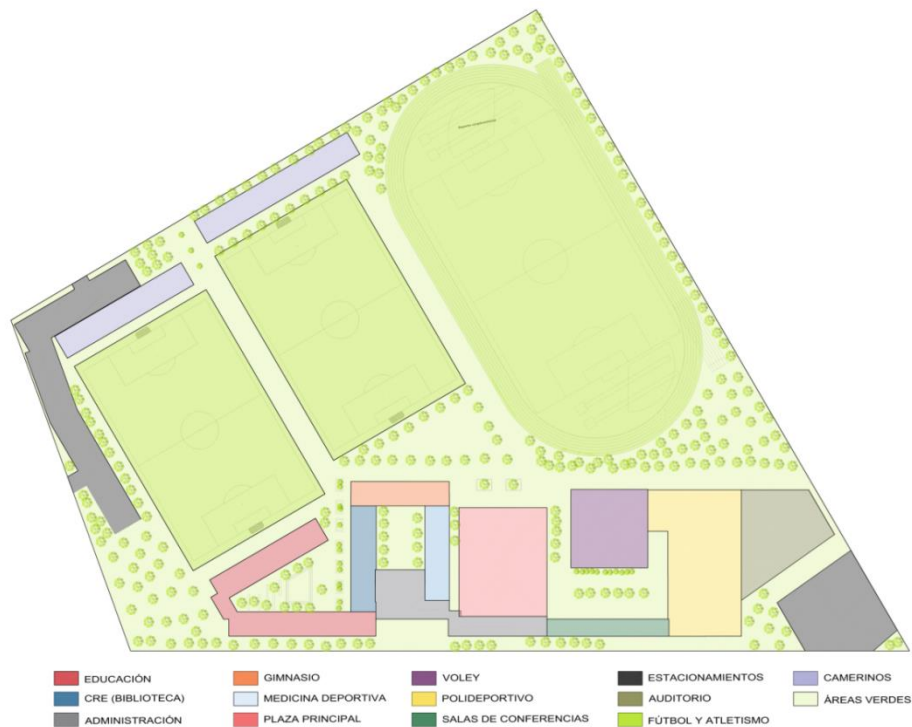 EDUCACIÓN
GIMNASIO
VOLEY
ESTACIONAMIENTOS
CAMERINOS
CRE (BIBLIOTECA)
MEDICINA DEPORTIVA
POLIDEPORTIVO
AUDITORIO
ÁREAS VERDES
ADMINISTRACIÓN
PLAZA PRINCIPAL
SALAS DE CONFERENCIAS
FÚTBOL Y ATLETISMO